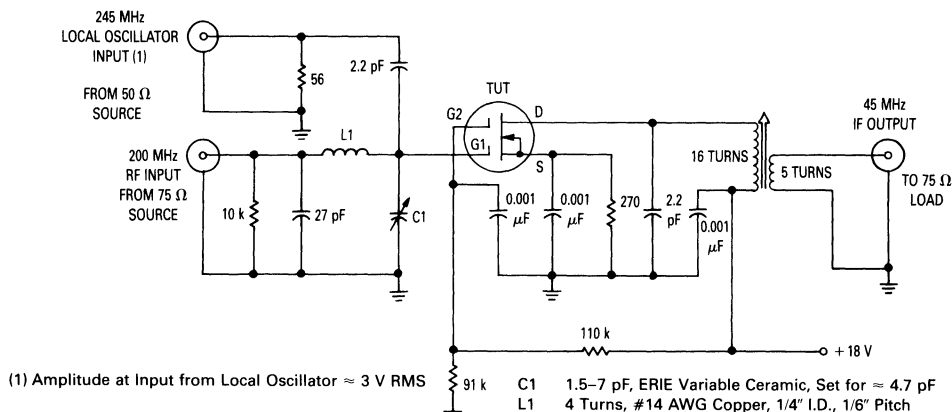 245 MHz
LOCAL OSCILLATOR
INPUT (1)
FROM 50 Ω
SOURCE
56
2.2 pF
200 MHz
RF INPUT
FROM 75 Ω
SOURCE
10 k
27 pF
L1
C1
TUT
G2
G1
D
S
0.001
μF
0.001
μF
270
2.2
pF
0.001
μF
16 TURNS
5 TURNS
45 MHz
IF OUTPUT
TO 75 Ω
LOAD
110 k
+ 18 V
91 k
(1) Amplitude at Input from Local Oscillator ≈ 3 V RMS
C1 1.5–7 pF, ERIE Variable Ceramic, Set for ≈ 4.7 pF
L1 4 Turns, #14 AWG Copper, 1/4" I.D., 1/6" Pitch